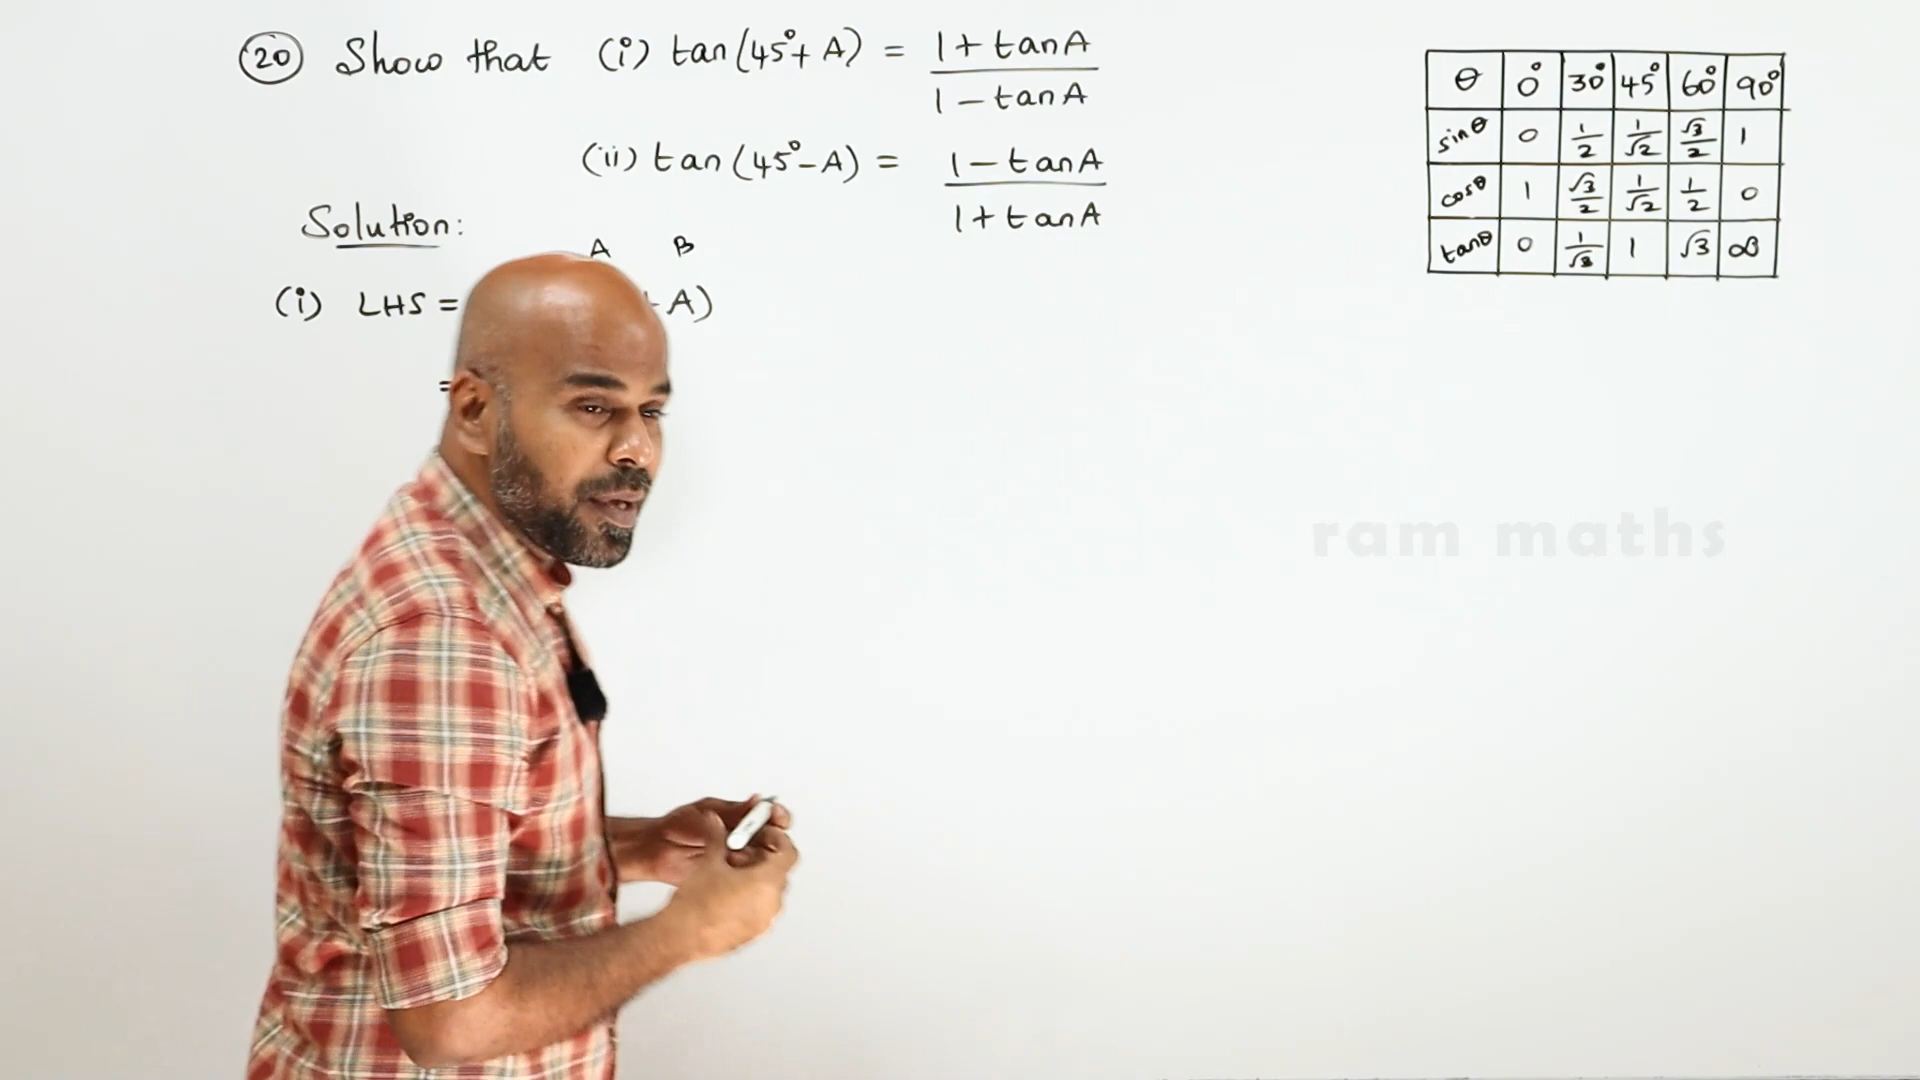 20 Show that (i) tan(45°+ A) = 1 + tanA / 1 - tanA
(ii) tan(45°- A) = 1 - tanA / 1 + tanA
Solution:
A B
(i) LHS = A)
=
θ 0° 30° 45° 60° 90°
sinθ 0 1/2 1/√2 √3/2 1
cosθ 1 √3/2 1/√2 1/2 0
tanθ 0 1/√3 1 √3 ∞
ram maths